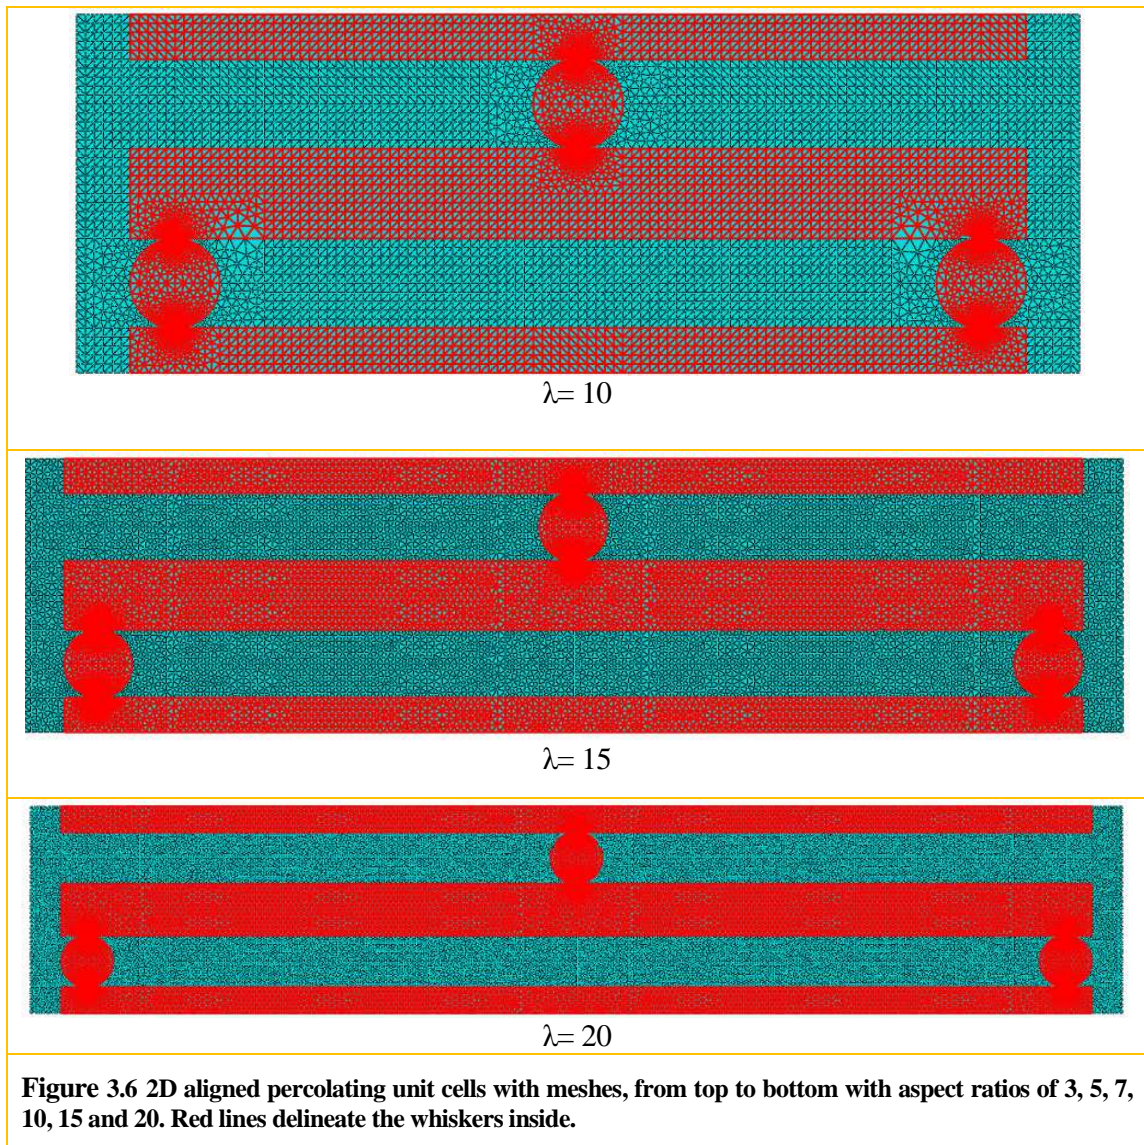 λ= 10
λ= 15
λ= 20
Figure 3.6 2D aligned percolating unit cells with meshes, from top to bottom with aspect ratios of 3, 5, 7,
10, 15 and 20. Red lines delineate the whiskers inside.